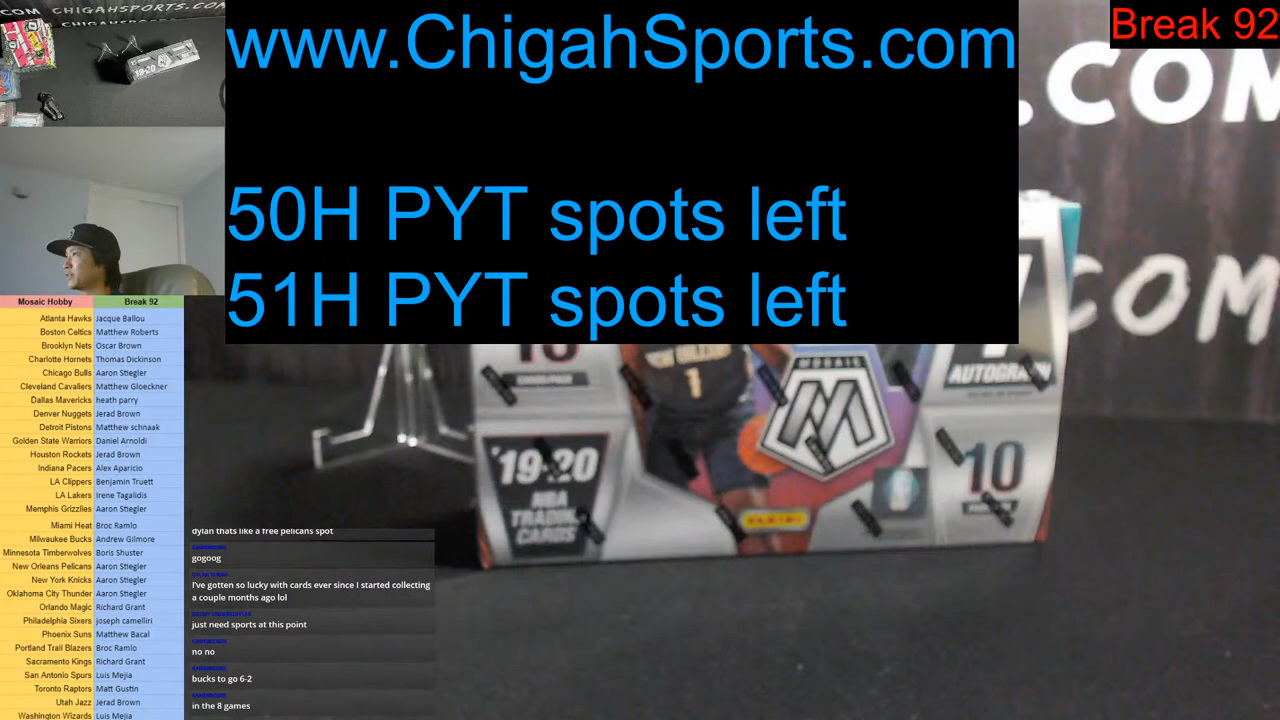 COM CHIGAHSPORTS.COM
www.ChigahSports.com
Break 92
50H PYT spots left
51H PYT spots left
.COM
COM
Mosaic Hobby Break 92
Atlanta Hawks Jacque Ballou
Boston Celtics Matthew Roberts
Brooklyn Nets Oscar Brown
Charlotte Hornets Thomas Dickinson
Chicago Bulls Aaron Stiegler
Cleveland Cavaliers Matthew Gloeckner
Dallas Mavericks heath parry
Denver Nuggets Jerad Brown
Detroit Pistons Matthew schnaak
Golden State Warriors Daniel Arnoldi
Houston Rockets Jerad Brown
Indiana Pacers Alex Aparicio
LA Clippers Benjamin Truett
LA Lakers Irene Tagalidis
Memphis Grizzlies Aaron Stiegler
Miami Heat Broc Ramlo
Milwaukee Bucks Andrew Gilmore
Minnesota Timberwolves Boris Shuster
New Orleans Pelicans Aaron Stiegler
New York Knicks Aaron Stiegler
Oklahoma City Thunder Aaron Stiegler
Orlando Magic Richard Grant
Philadelphia Sixers joseph camelliri
Phoenix Suns Matthew Bacal
Portland Trail Blazers Broc Ramlo
Sacramento Kings Richard Grant
San Antonio Spurs Luis Mejia
Toronto Raptors Matt Gustin
Utah Jazz Jerad Brown
Washington Wizards Luis Mejia
dylan thats like a free pelicans spot
gogoog
I've gotten so lucky with cards ever since I started collecting
a couple months ago lol
just need sports at this point
no no
bucks to go 6-2
in the 8 games
1
MOSAIC
M
AUTOGRAPH
19-20
NBA
TRADING
CARDS
PANINI
10